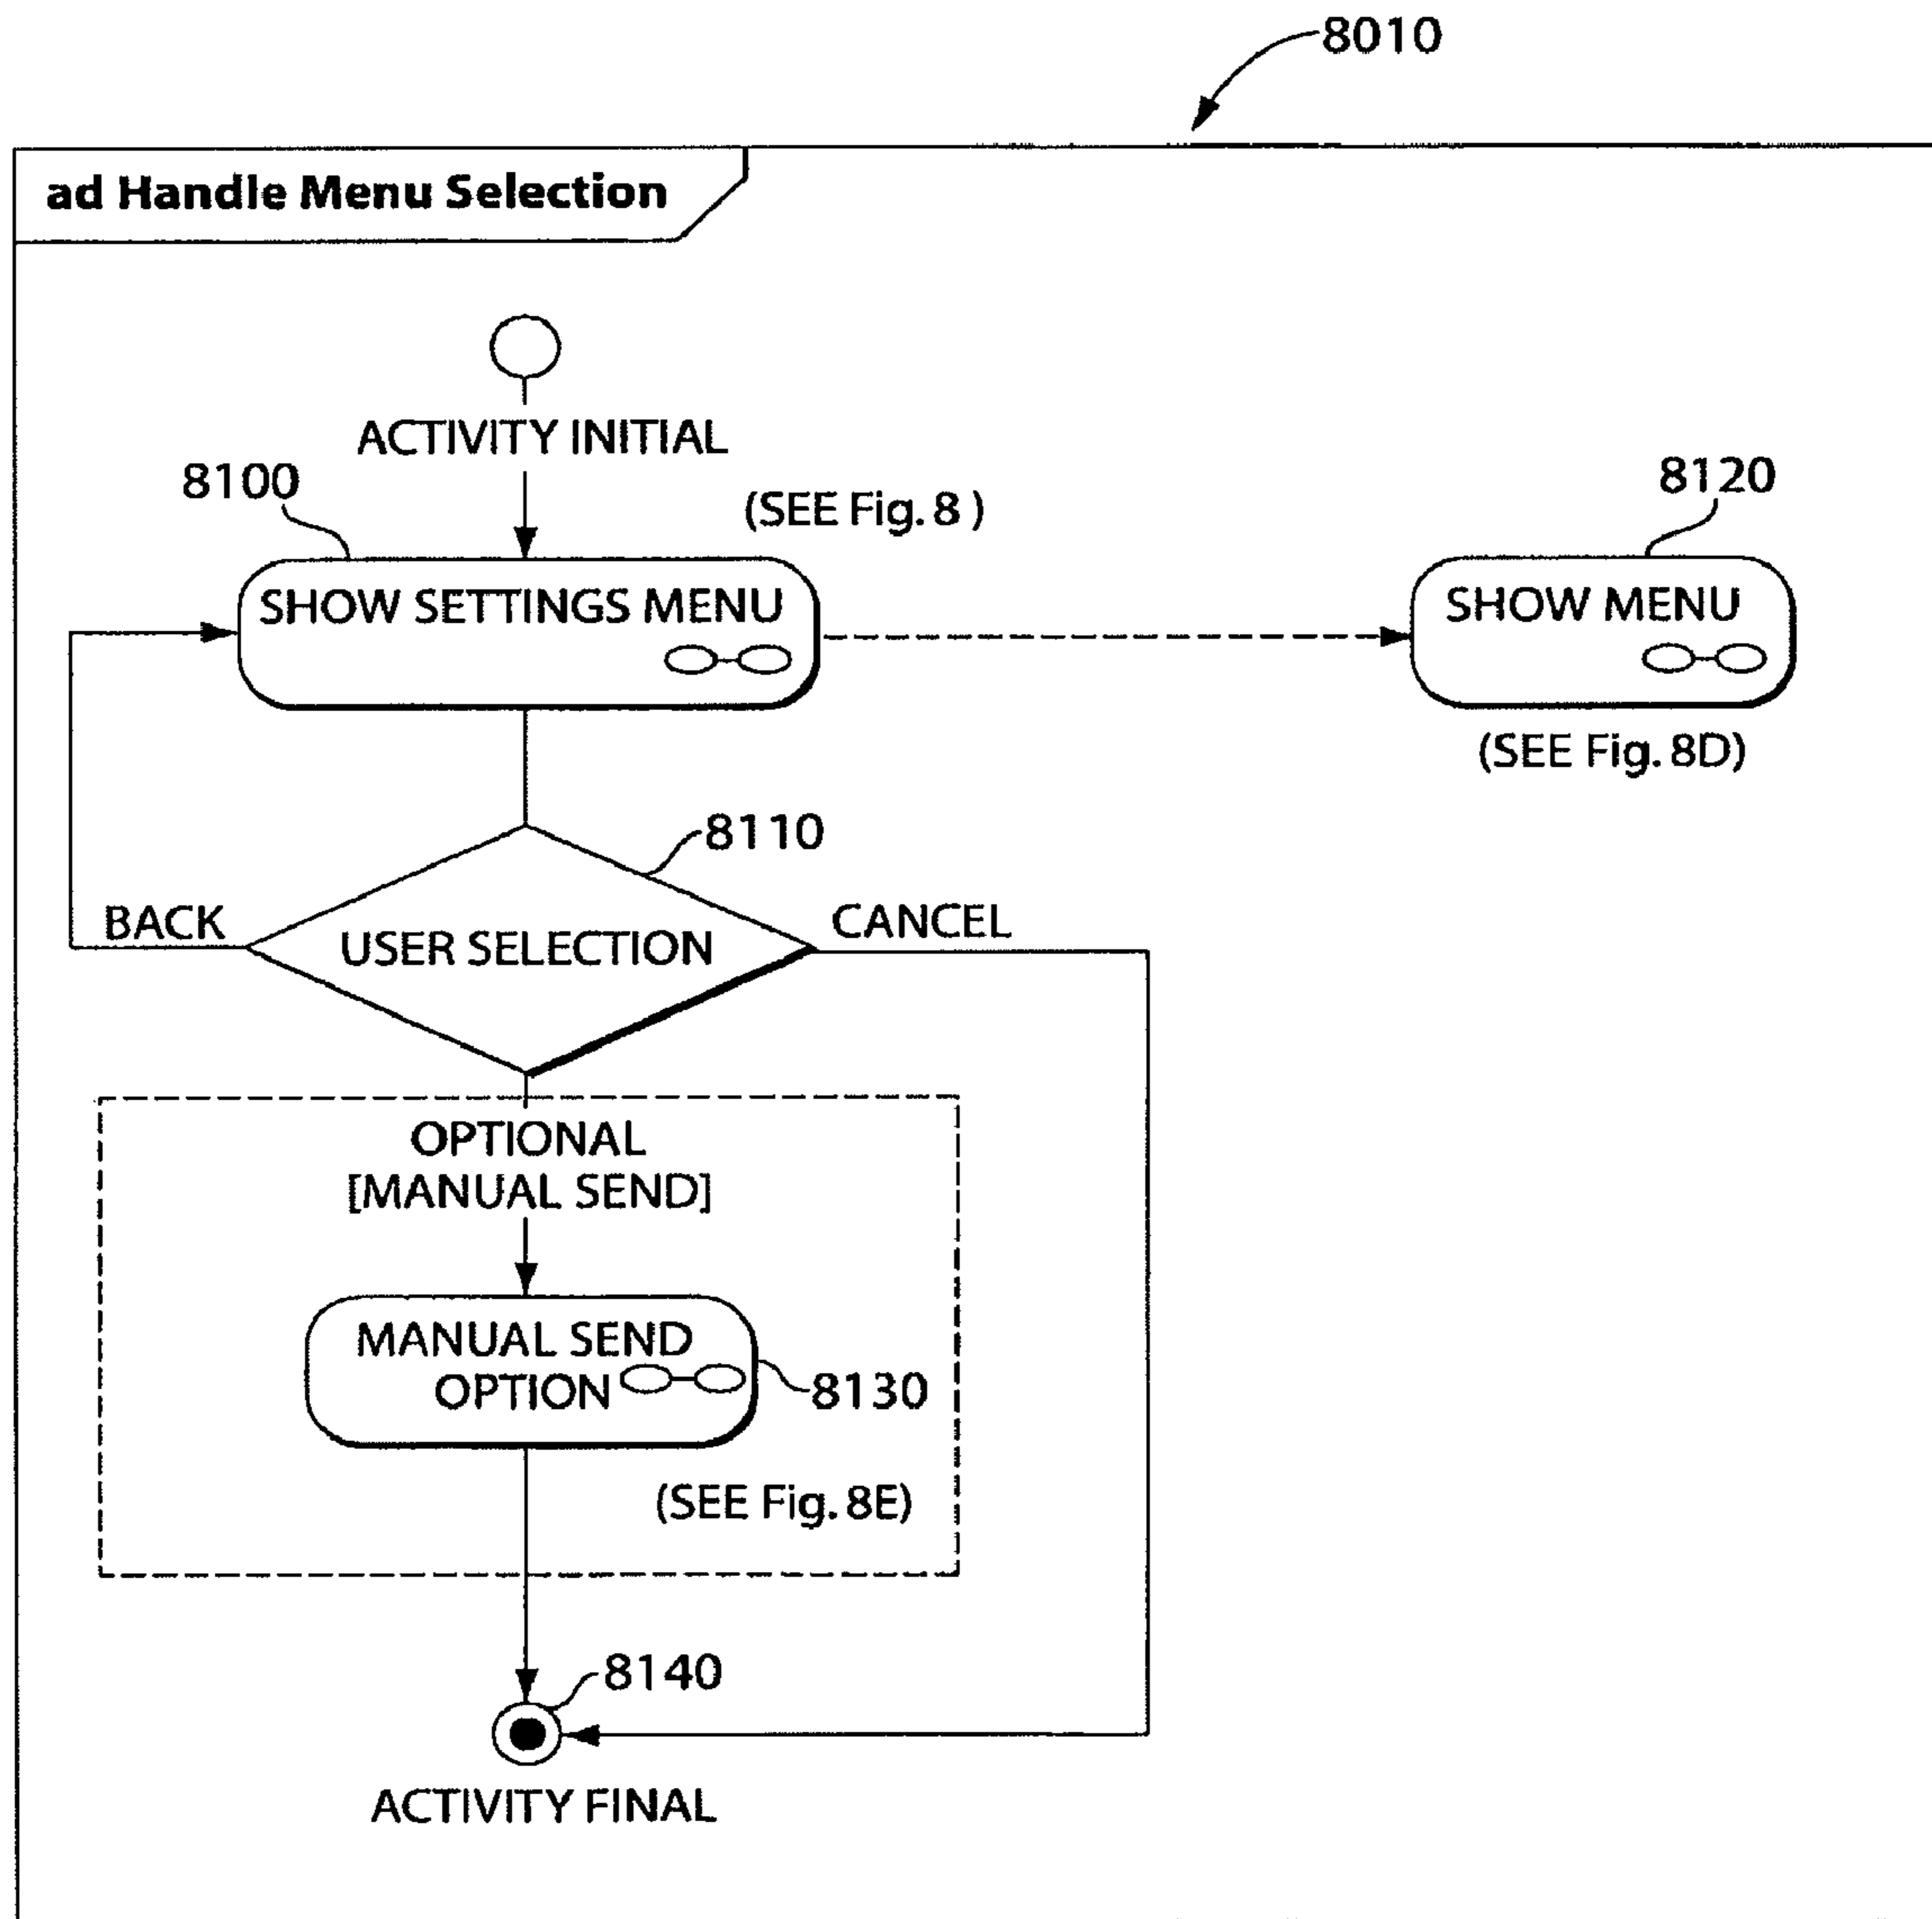 8010
ad Handle Menu Selection
ACTIVITY INITIAL
8100
(SEE Fig. 8 )
8120
SHOW SETTINGS MENU
SHOW MENU
(SEE Fig. 8D)
8110
BACK
USER SELECTION
CANCEL
OPTIONAL
[MANUAL SEND]
MANUAL SEND
OPTION
8130
(SEE Fig. 8E)
8140
ACTIVITY FINAL